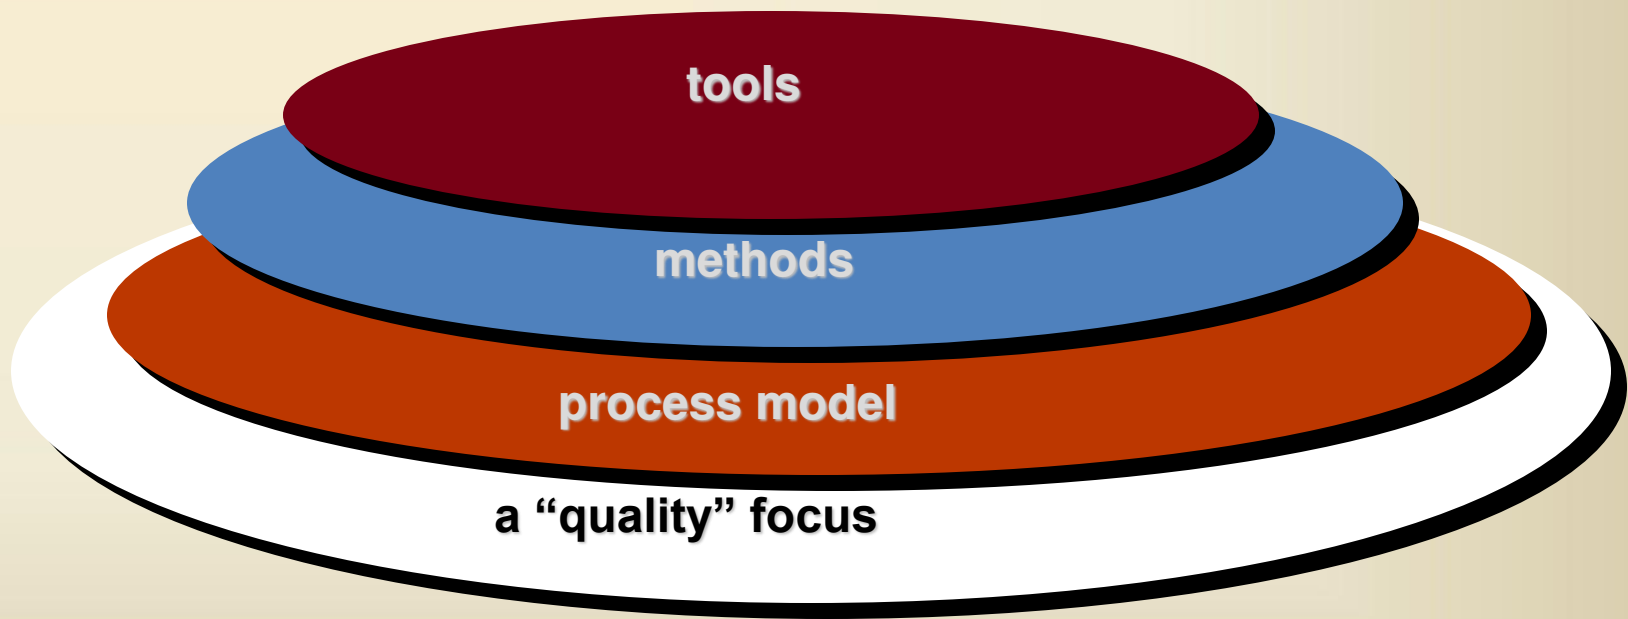 tools
methods
process model
a “quality” focus